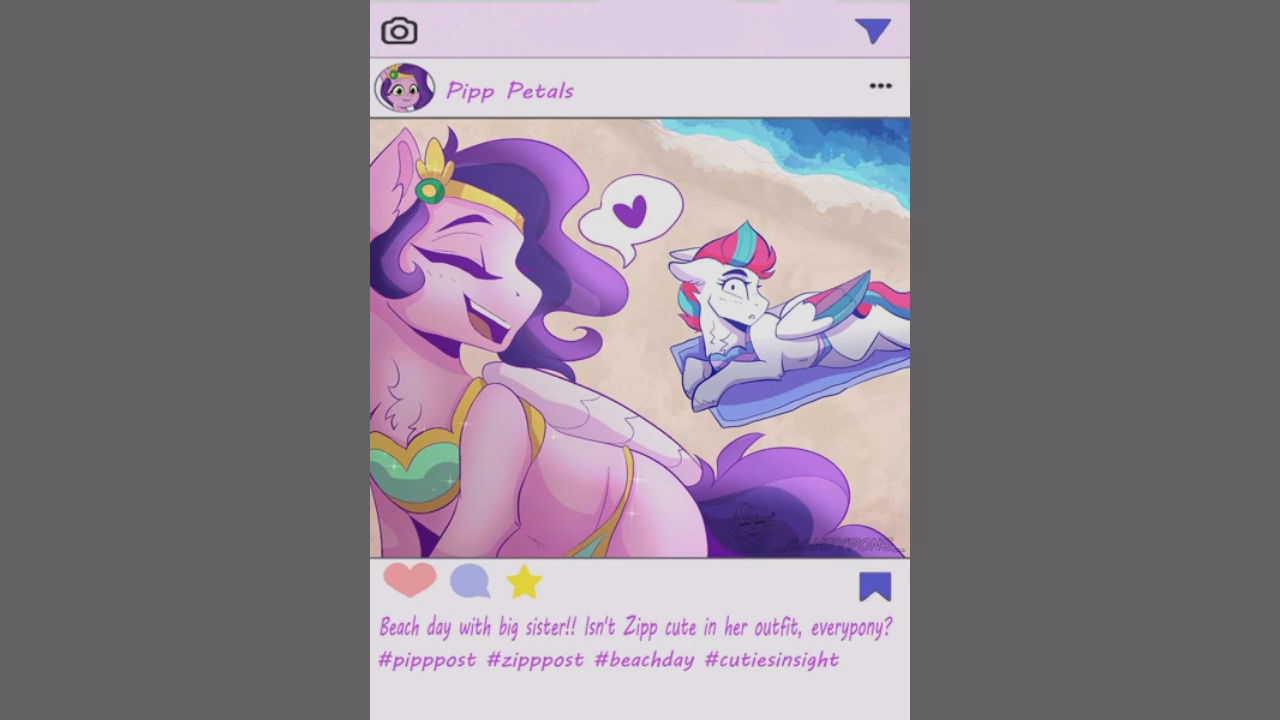 Pipp Petals
Beach day with big sister!! Isn't Zipp cute in her outfit, everypony?
#pipppost #zipppost #beachday #cutiesinsight